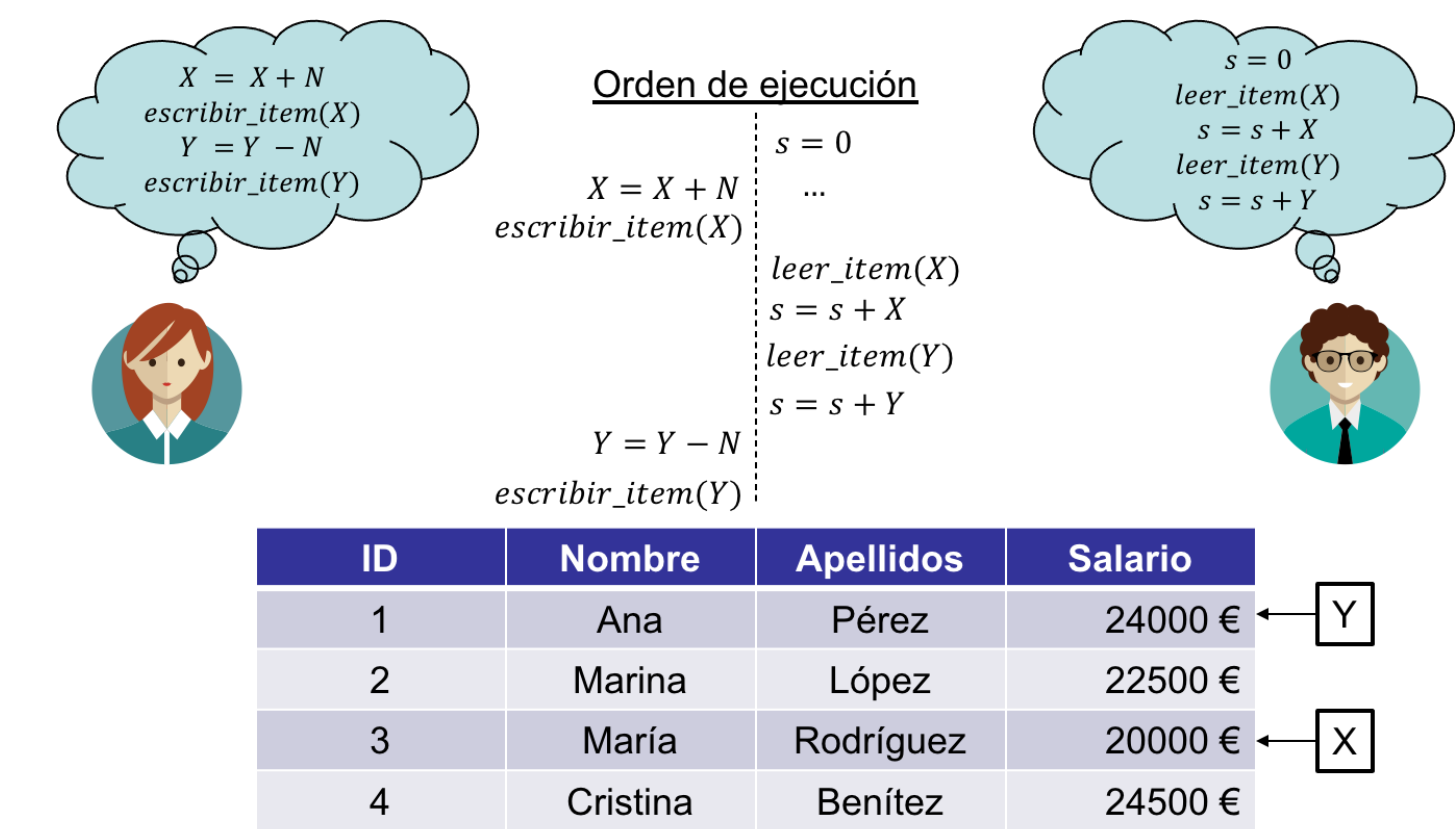 X = X + N
escribir_item(X)
Y = Y − N
escribir_item(Y)
Orden de ejecución
s = 0
X = X + N ...
escribir_item(X)
leer_item(X)
s = s + X
leer_item(Y)
s = s + Y
Y = Y − N
escribir_item(Y)
s = 0
leer_item(X)
s = s + X
leer_item(Y)
s = s + Y
ID Nombre Apellidos Salario
1 Ana Pérez 24000 €
2 Marina López 22500 €
3 María Rodríguez 20000 €
4 Cristina Benítez 24500 €
Y
X